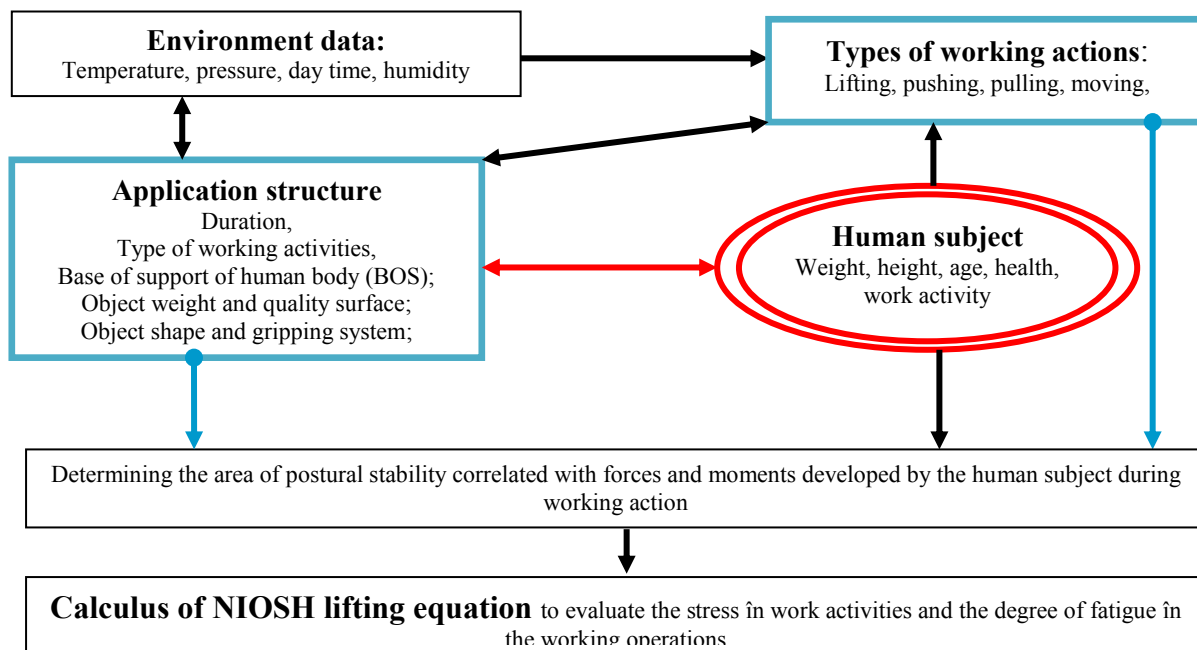 Environment data:
Temperature, pressure, day time, humidity
Types of working actions:
Lifting, pushing, pulling, moving,
Application structure
Duration,
Type of working activities,
Base of support of human body (BOS);
Object weight and quality surface;
Object shape and gripping system;
Human subject
Weight, height, age, health,
work activity
Determining the area of postural stability correlated with forces and moments developed by the human subject during
working action
Calculus of NIOSH lifting equation to evaluate the stress în work activities and the degree of fatigue în
the working operations